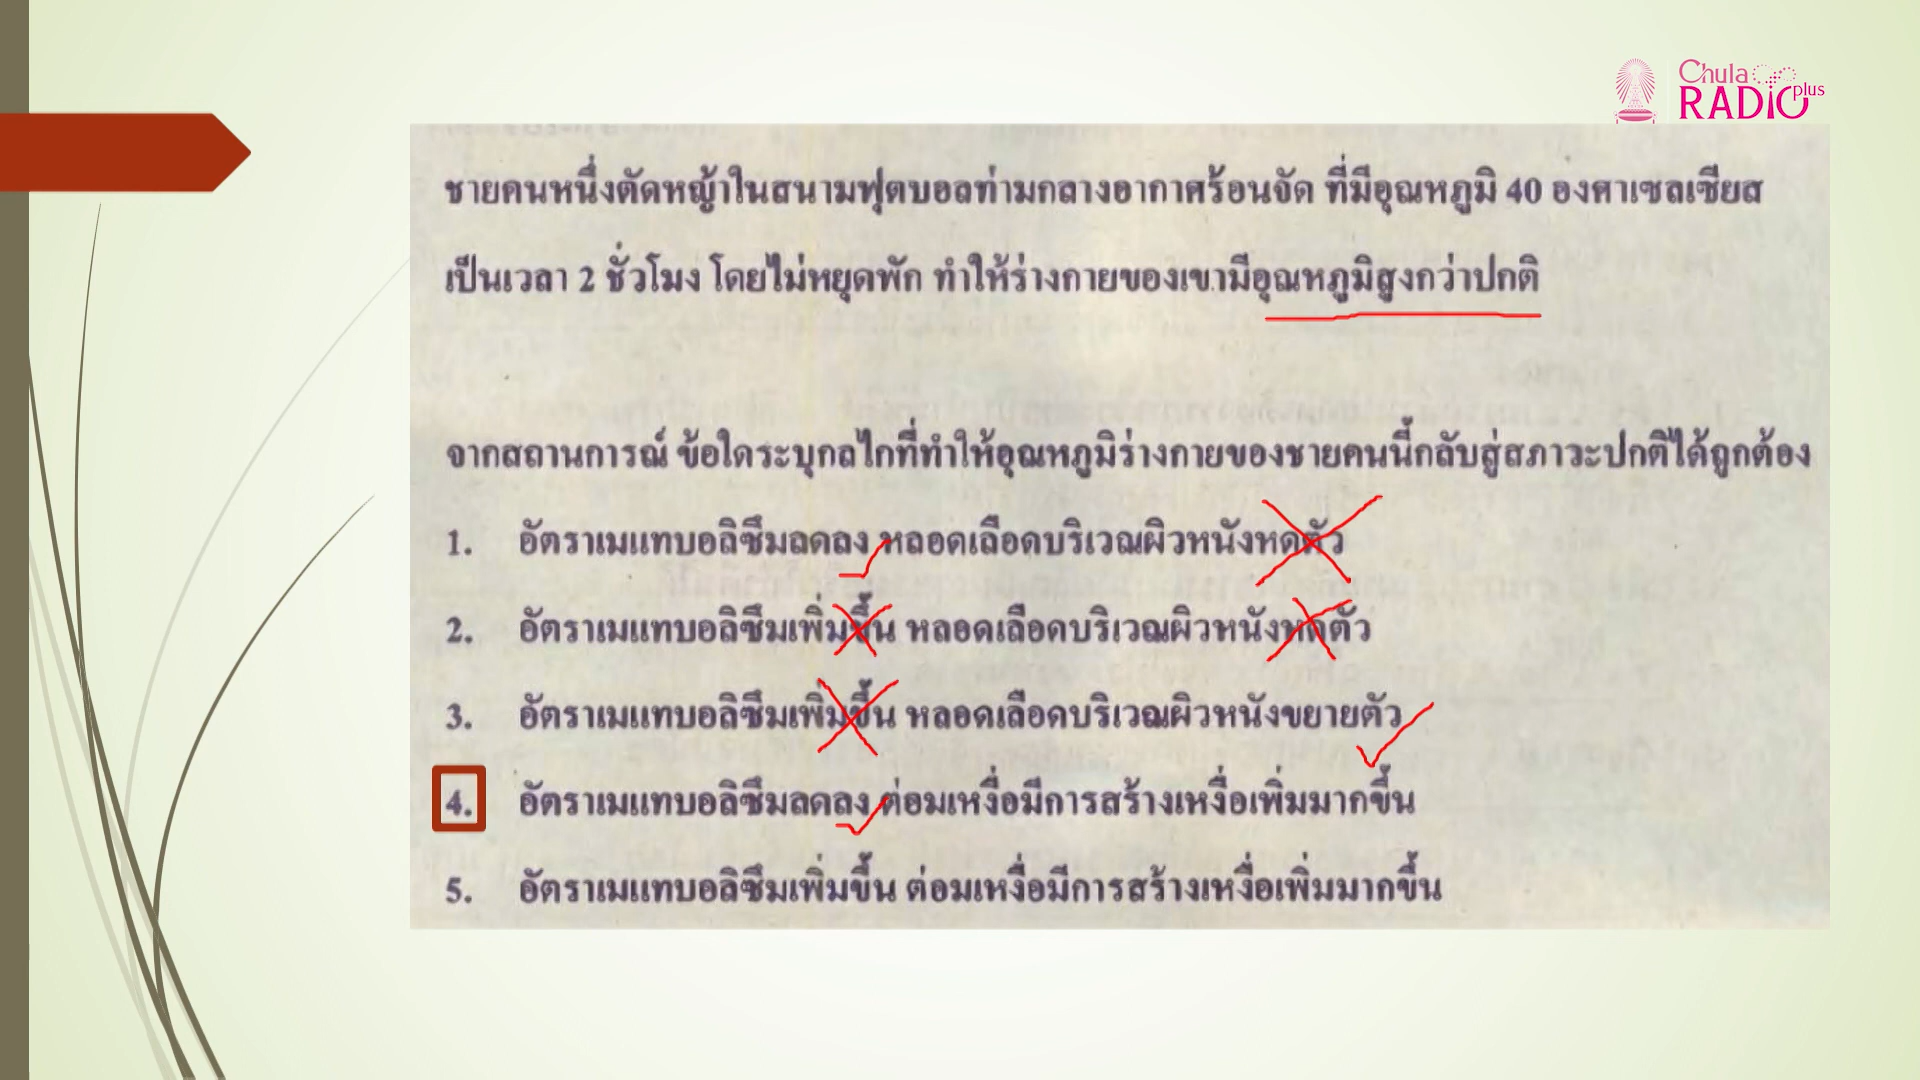 Chula
RADIO plus
ชายคนหนึ่งตัดหญ้าในสนามฟุตบอลท่ามกลางอากาศร้อนจัด ที่มีอุณหภูมิ 40 องศาเซลเซียส
เป็นเวลา 2 ชั่วโมง โดยไม่หยุดพัก ทำให้ร่างกายของเขามีอุณหภูมิสูงกว่าปกติ
จากสถานการณ์ ข้อใดระบุกลไกที่ทำให้อุณหภูมิร่างกายของชายคนนี้กลับสู่สภาวะปกติได้ถูกต้อง
1. อัตราเมแทบอลิซึมลดลง หลอดเลือดบริเวณผิวหนังหดตัว
2. อัตราเมแทบอลิซึมเพิ่มขึ้น หลอดเลือดบริเวณผิวหนังหดตัว
3. อัตราเมแทบอลิซึมเพิ่มขึ้น หลอดเลือดบริเวณผิวหนังขยายตัว
4. อัตราเมแทบอลิซึมลดลง ต่อมเหงื่อมีการสร้างเหงื่อเพิ่มมากขึ้น
5. อัตราเมแทบอลิซึมเพิ่มขึ้น ต่อมเหงื่อมีการสร้างเหงื่อเพิ่มมากขึ้น